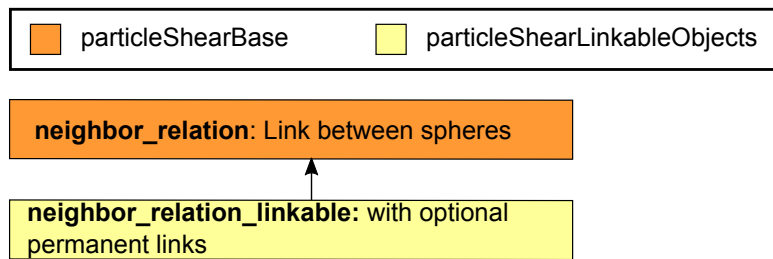 particleShearBase
particleShearLinkableObjects
neighbor_relation: Link between spheres
neighbor_relation_linkable: with optional
permanent links